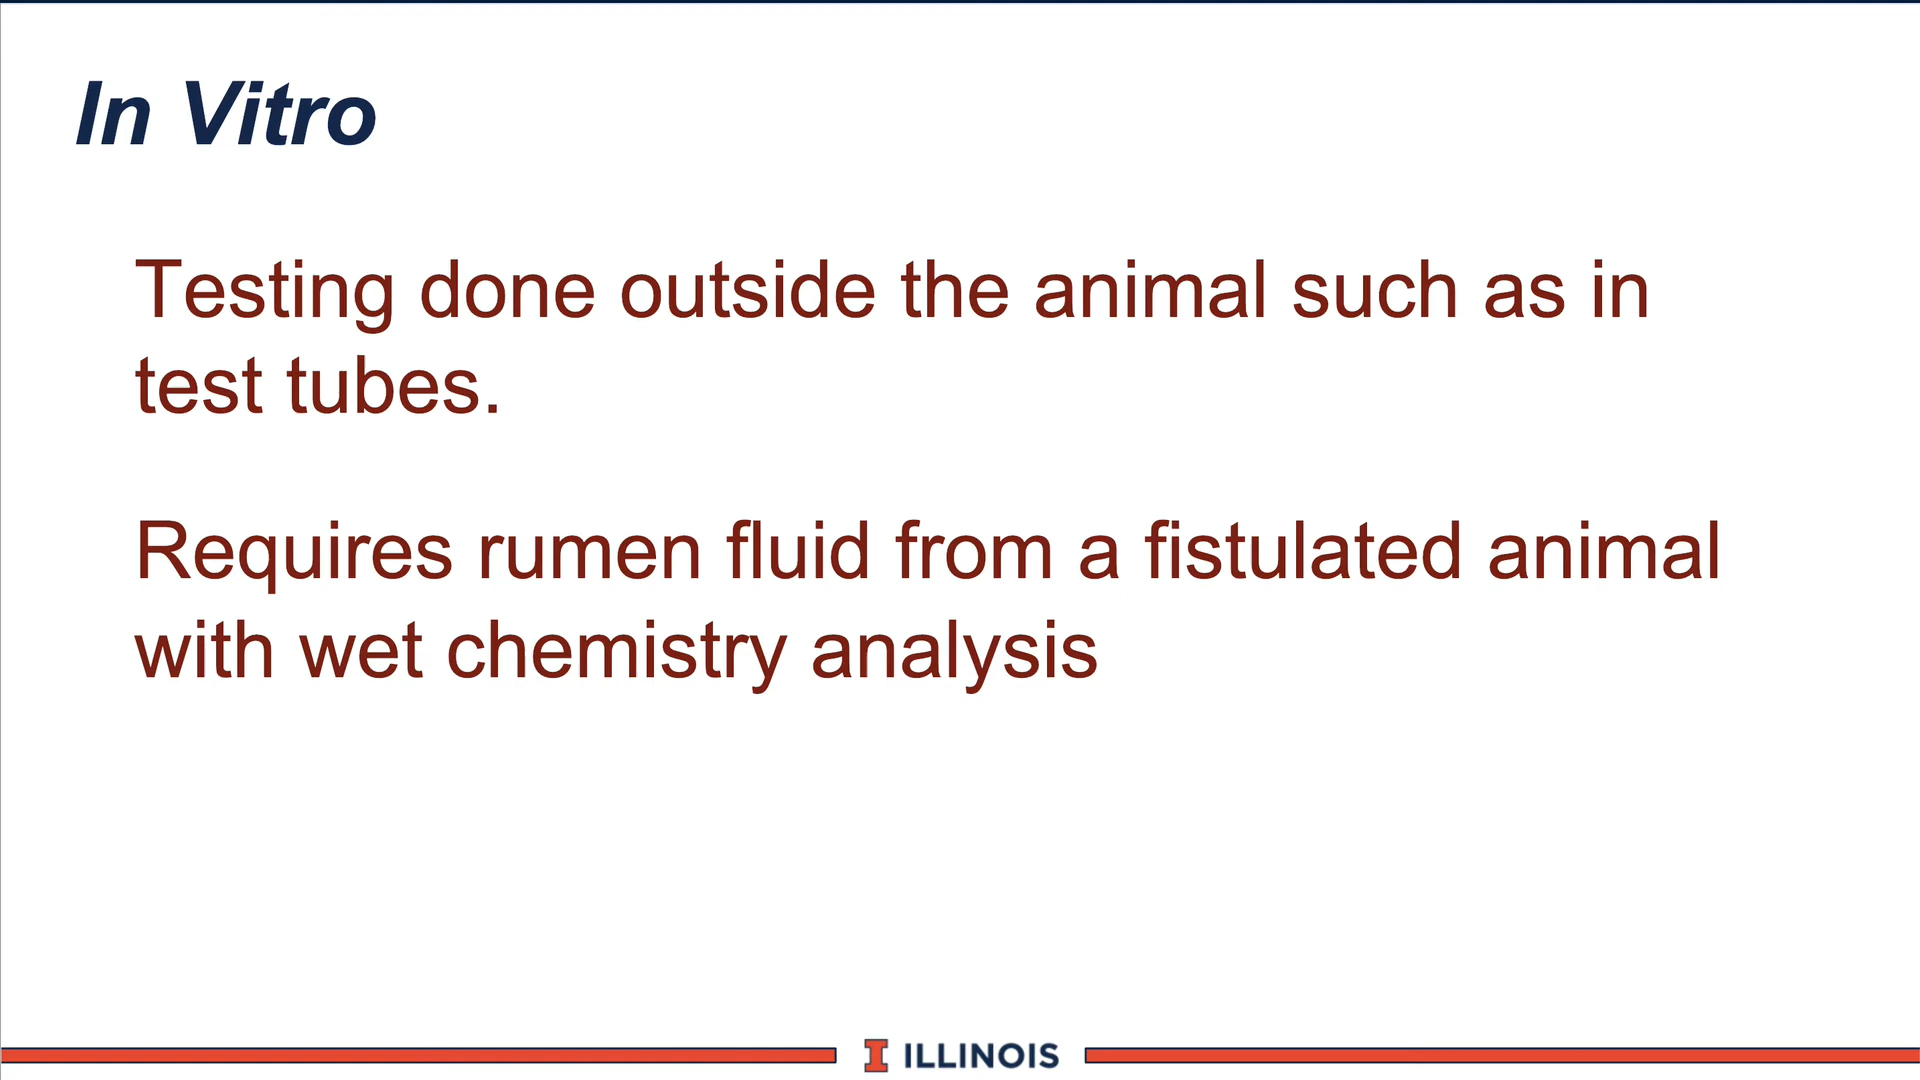 In Vitro
Testing done outside the animal such as in
test tubes.
Requires rumen fluid from a fistulated animal
with wet chemistry analysis
I ILLINOIS